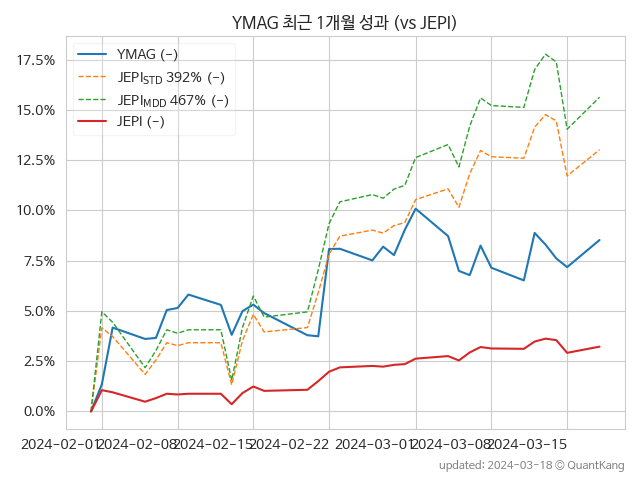 YMAG 최근 1개월 성과 (vs JEPI)
YMAG (-)
JEPI_STD 392% (-)
JEPI_MDD 467% (-)
JEPI (-)
17.5%
15.0%
12.5%
10.0%
7.5%
5.0%
2.5%
0.0%
2024-02-01
2024-02-08
2024-02-15
2024-02-22
2024-03-01
2024-03-08
2024-03-15
updated: 2024-03-18 © QuantKang